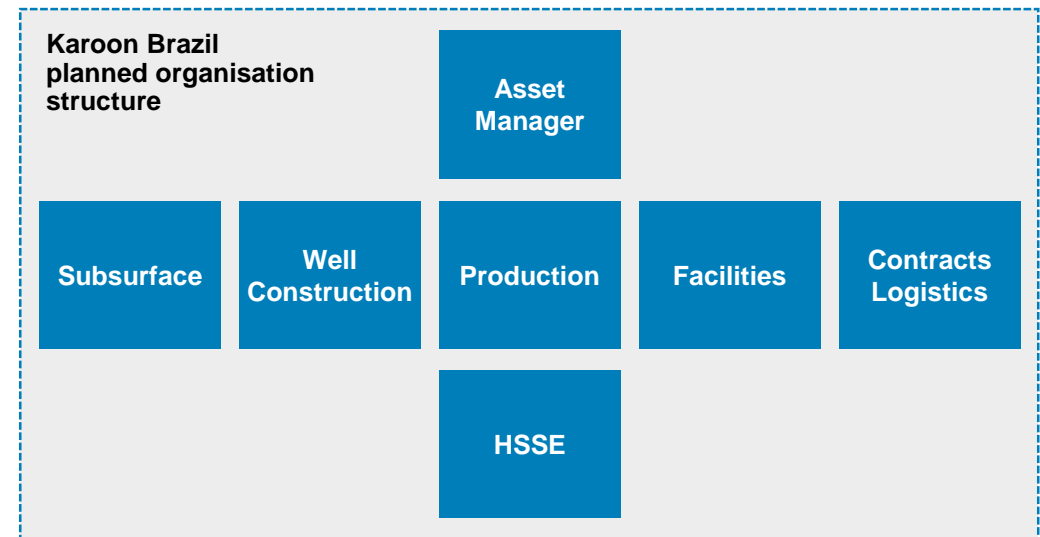 Karoon Brazil
planned organisation
structure
Asset
Manager
Subsurface
Well
Construction
Production
Facilities
Contracts
Logistics
HSSE